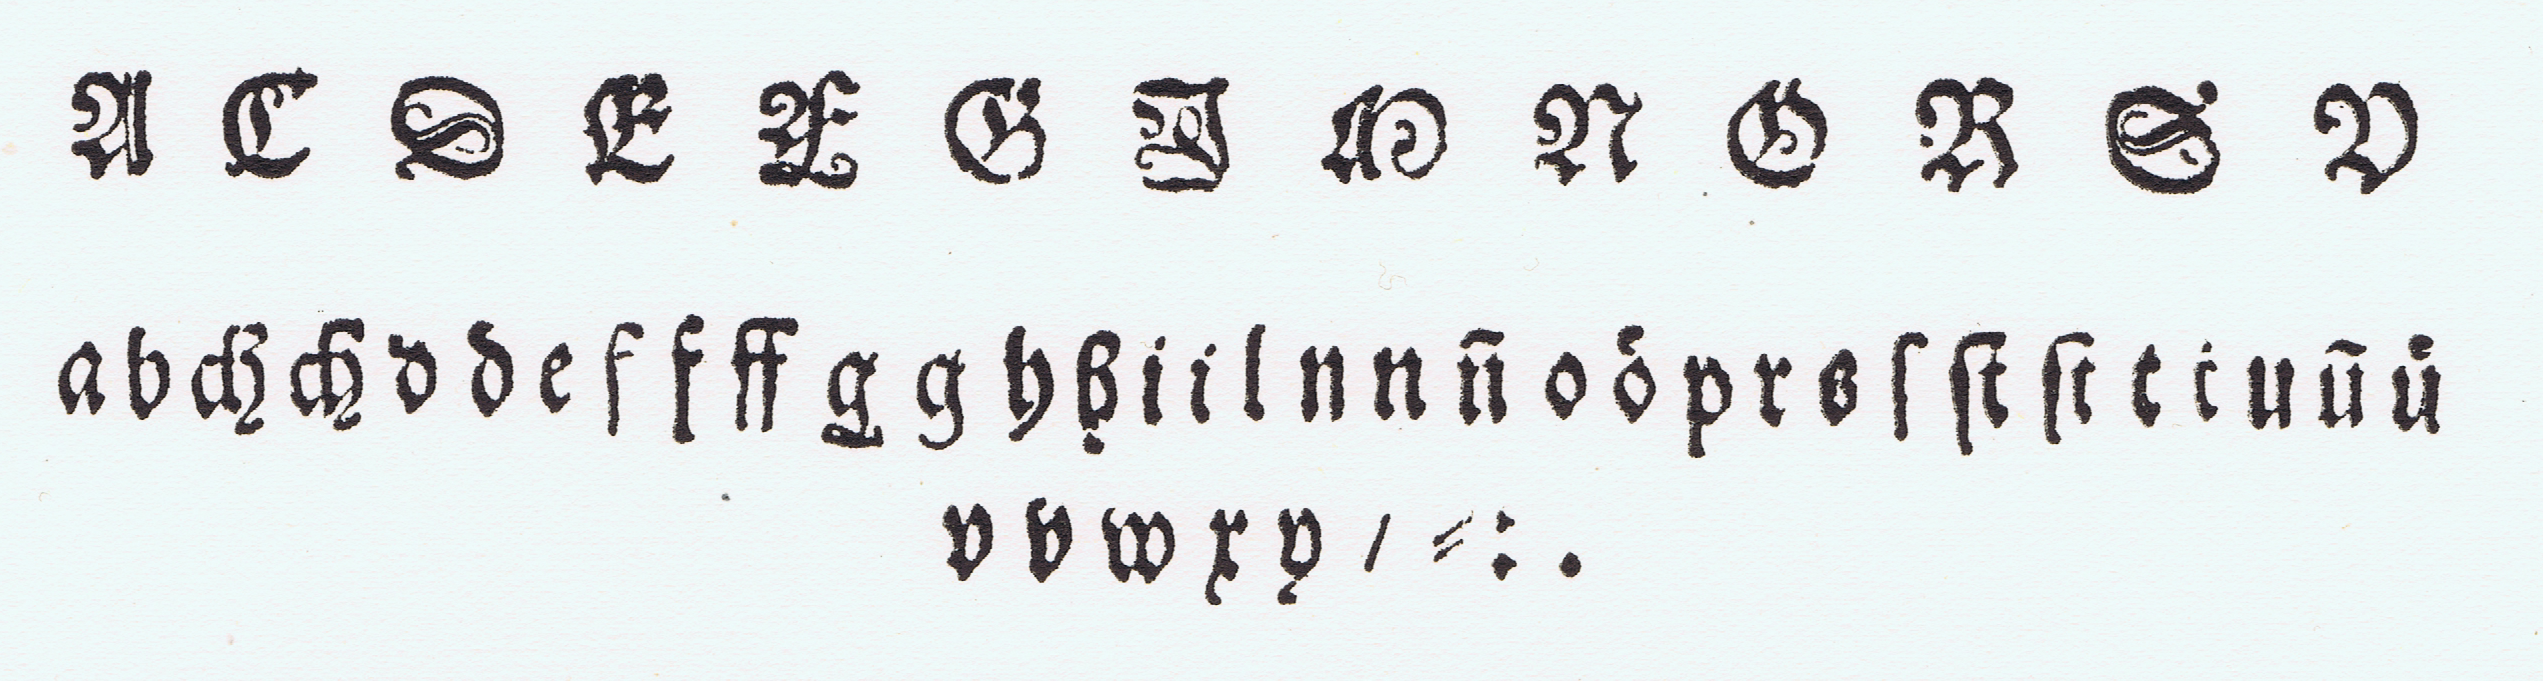 A C D E F G J M N O R S V
a b ch ch d d e f f ff g g h ß i i l n n n̄ o oͤ p r s ſ ſt ſt t t u ū uͤ
v v w x y / ⸗ : .